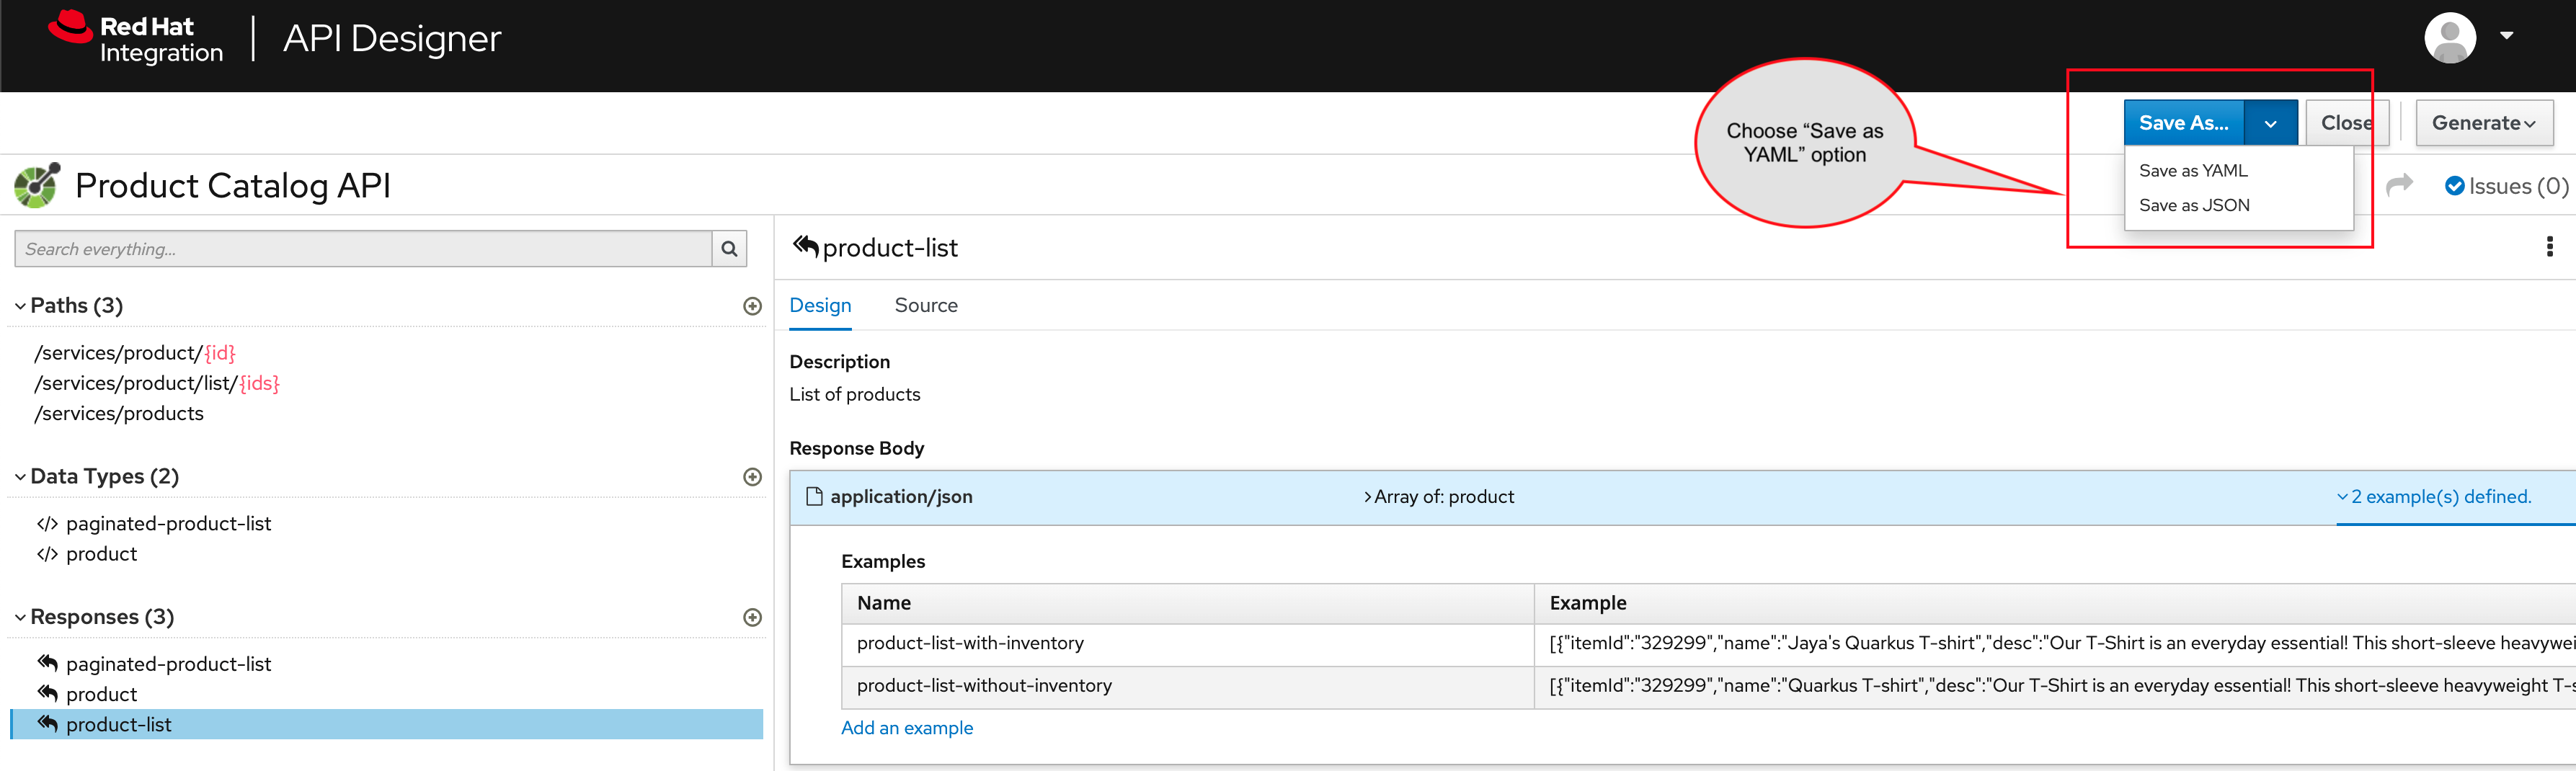 Red Hat
Integration
API Designer
Choose “Save as
YAML” option
Save As...
Close
Generate
Save as YAML
Save as JSON
Product Catalog API
Issues (0)
Search everything...
Paths (3)
/services/product/{id}
/services/product/list/{ids}
/services/products
Data Types (2)
</> paginated-product-list
</> product
Responses (3)
paginated-product-list
product
product-list
product-list
Design Source
Description
List of products
Response Body
application/json >Array of: product 2 example(s) defined.
Examples
Name Example
product-list-with-inventory [{"itemId":"329299","name":"Jaya's Quarkus T-shirt","desc":"Our T-Shirt is an everyday essential! This short-sleeve heavywei
product-list-without-inventory [{"itemId":"329299","name":"Quarkus T-shirt","desc":"Our T-Shirt is an everyday essential! This short-sleeve heavyweight T-s
Add an example